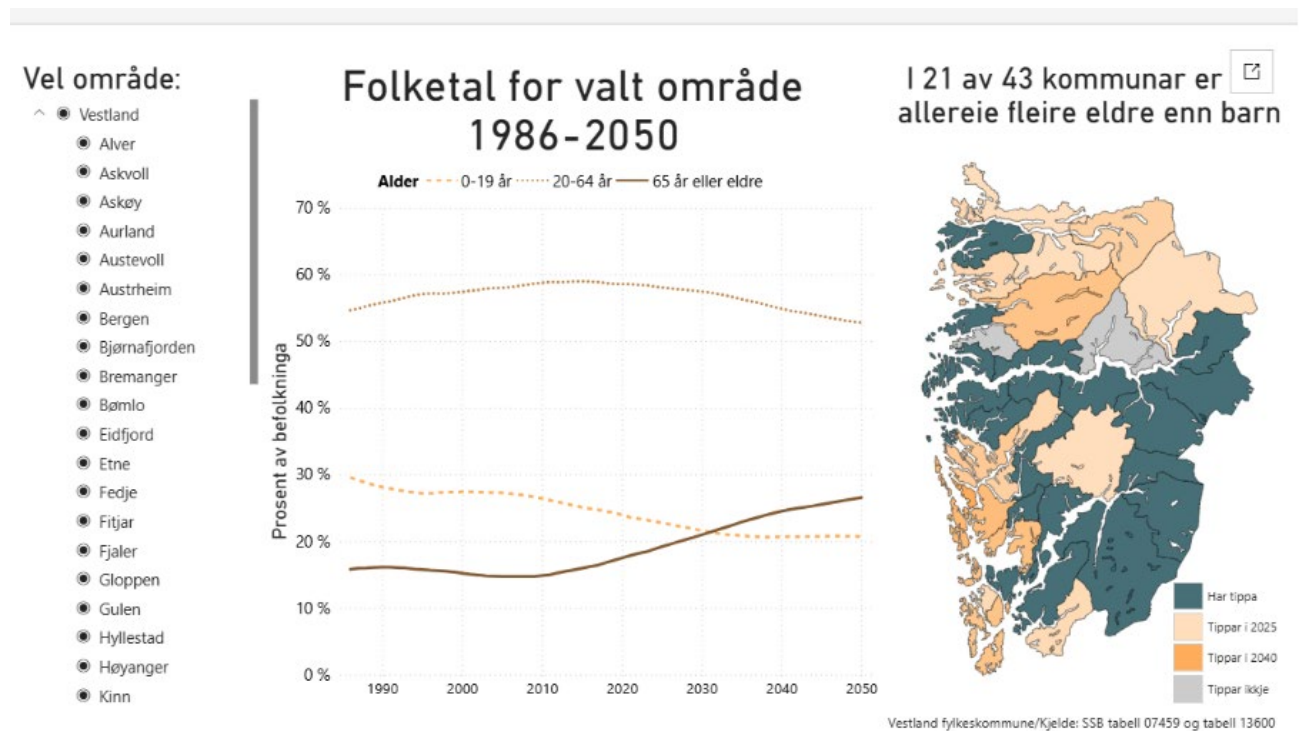 Vel område:
Vestland
Alver
Askvoll
Askøy
Aurland
Austevoll
Austrheim
Bergen
Bjørnafjorden
Bremanger
Bømlo
Eidfjord
Etne
Fedje
Fitjar
Fjaler
Gloppen
Gulen
Hyllestad
Høyanger
Kinn
Folketal for valt område
1986-2050
Alder 0-19 år 20-64 år 65 år eller eldre
Prosent av befolkninga
70 %
60 %
50 %
40 %
30 %
20 %
10 %
0 %
1990 2000 2010 2020 2030 2040 2050
I 21 av 43 kommunar er
allereie fleire eldre enn barn
Har tippa
Tippar i 2025
Tippar i 2040
Tippar ikkje
Vestland fylkeskommune/Kjelde: SSB tabell 07459 og tabell 13600